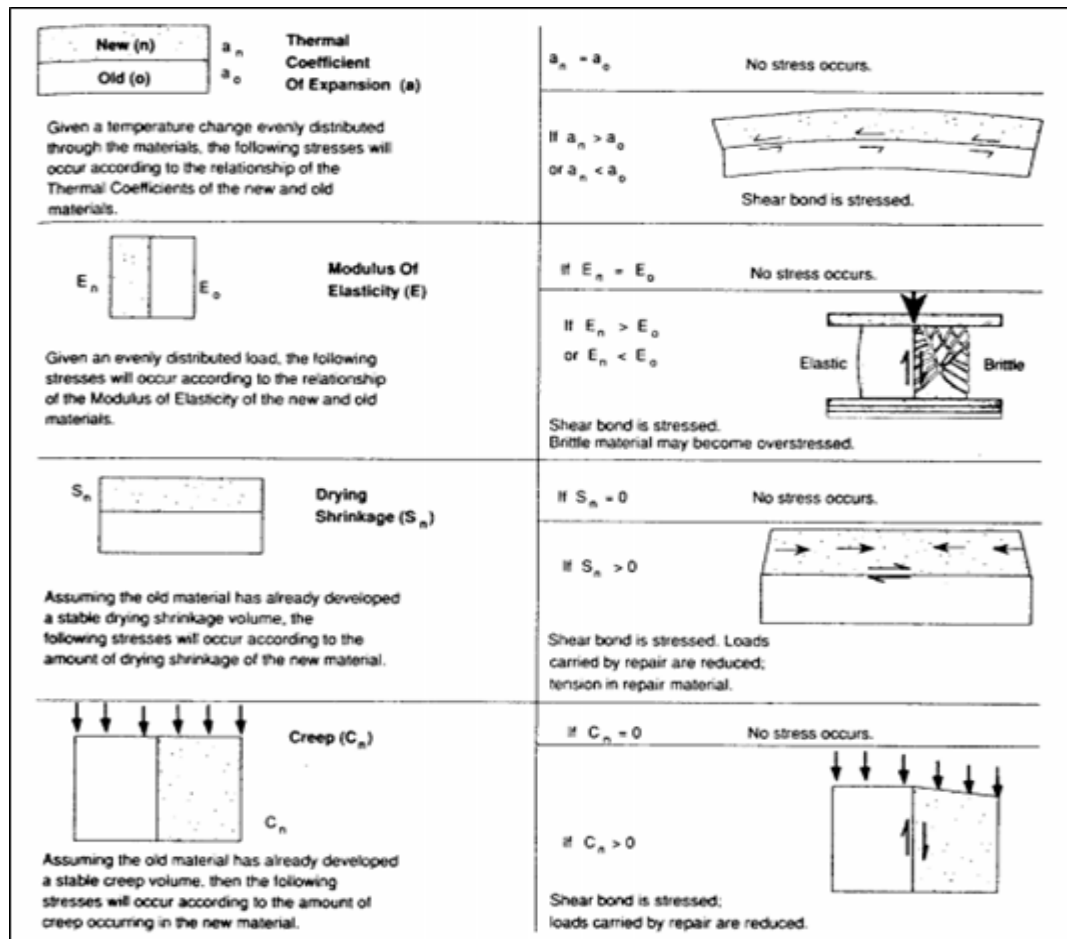 New (n)
Old (o)
a n
a o
Thermal
Coefficient
Of Expansion (a)
Given a temperature change evenly distributed
through the materials, the following stresses will
occur according to the relationship of the
Thermal Coefficients of the new and old
materials.
a n = a o
No stress occurs.
If a n > a o
or a n < a o
Shear bond is stressed.
E n
E o
Modulus Of
Elasticity (E)
Given an evenly distributed load, the following
stresses will occur according to the relationship
of the Modulus of Elasticity of the new and old
materials.
If E n = E o
No stress occurs.
If E n > E o
or E n < E o
Elastic
Brittle
Shear bond is stressed.
Brittle material may become overstressed.
S n
Drying
Shrinkage (S n)
Assuming the old material has already developed
a stable drying shrinkage volume, the
following stresses will occur according to the
amount of drying shrinkage of the new material.
If S n = 0
No stress occurs.
If S n > 0
Shear bond is stressed. Loads
carried by repair are reduced;
tension in repair material.
Creep (C n)
C n
Assuming the old material has already developed
a stable creep volume, then the following
stresses will occur according to the amount of
creep occurring in the new material.
If C n = 0
No stress occurs.
if C n > 0
Shear bond is stressed;
loads carried by repair are reduced.